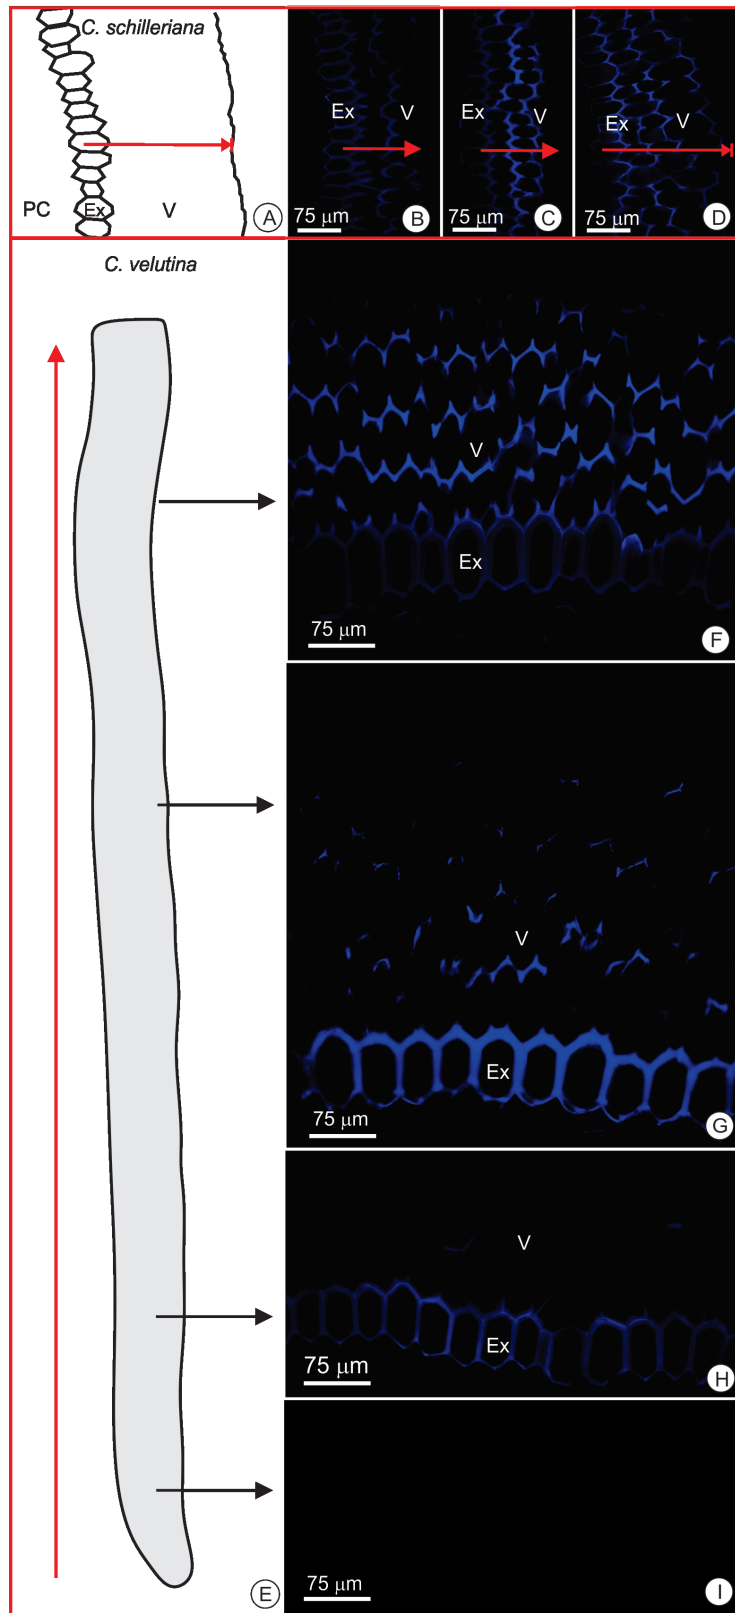 C. schilleriana
PC
Ex
V
A
Ex
V
75 μm
B
Ex
V
75 μm
C
Ex
V
75 μm
D
C. velutina
E
V
Ex
75 μm
F
V
Ex
75 μm
G
V
Ex
75 μm
H
75 μm
I